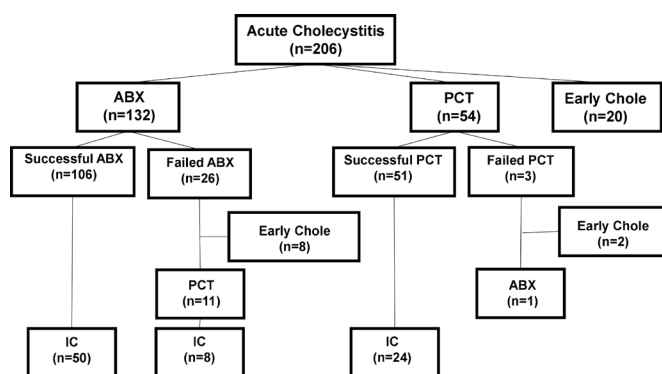 Acute Cholecystitis
(n=206)
ABX
(n=132)
PCT
(n=54)
Early Chole
(n=20)
Successful ABX
(n=106)
Failed ABX
(n=26)
Successful PCT
(n=51)
Failed PCT
(n=3)
Early Chole
(n=8)
Early Chole
(n=2)
PCT
(n=11)
ABX
(n=1)
IC
(n=50)
IC
(n=8)
IC
(n=24)